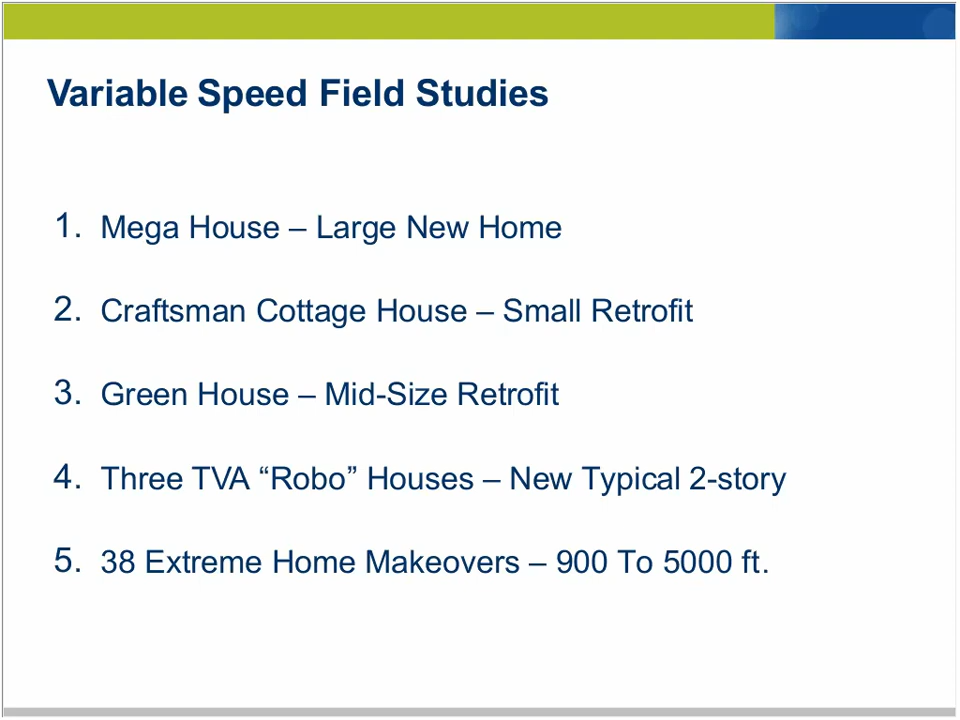 Variable Speed Field Studies
1. Mega House – Large New Home
2. Craftsman Cottage House – Small Retrofit
3. Green House – Mid-Size Retrofit
4. Three TVA “Robo” Houses – New Typical 2-story
5. 38 Extreme Home Makeovers – 900 To 5000 ft.